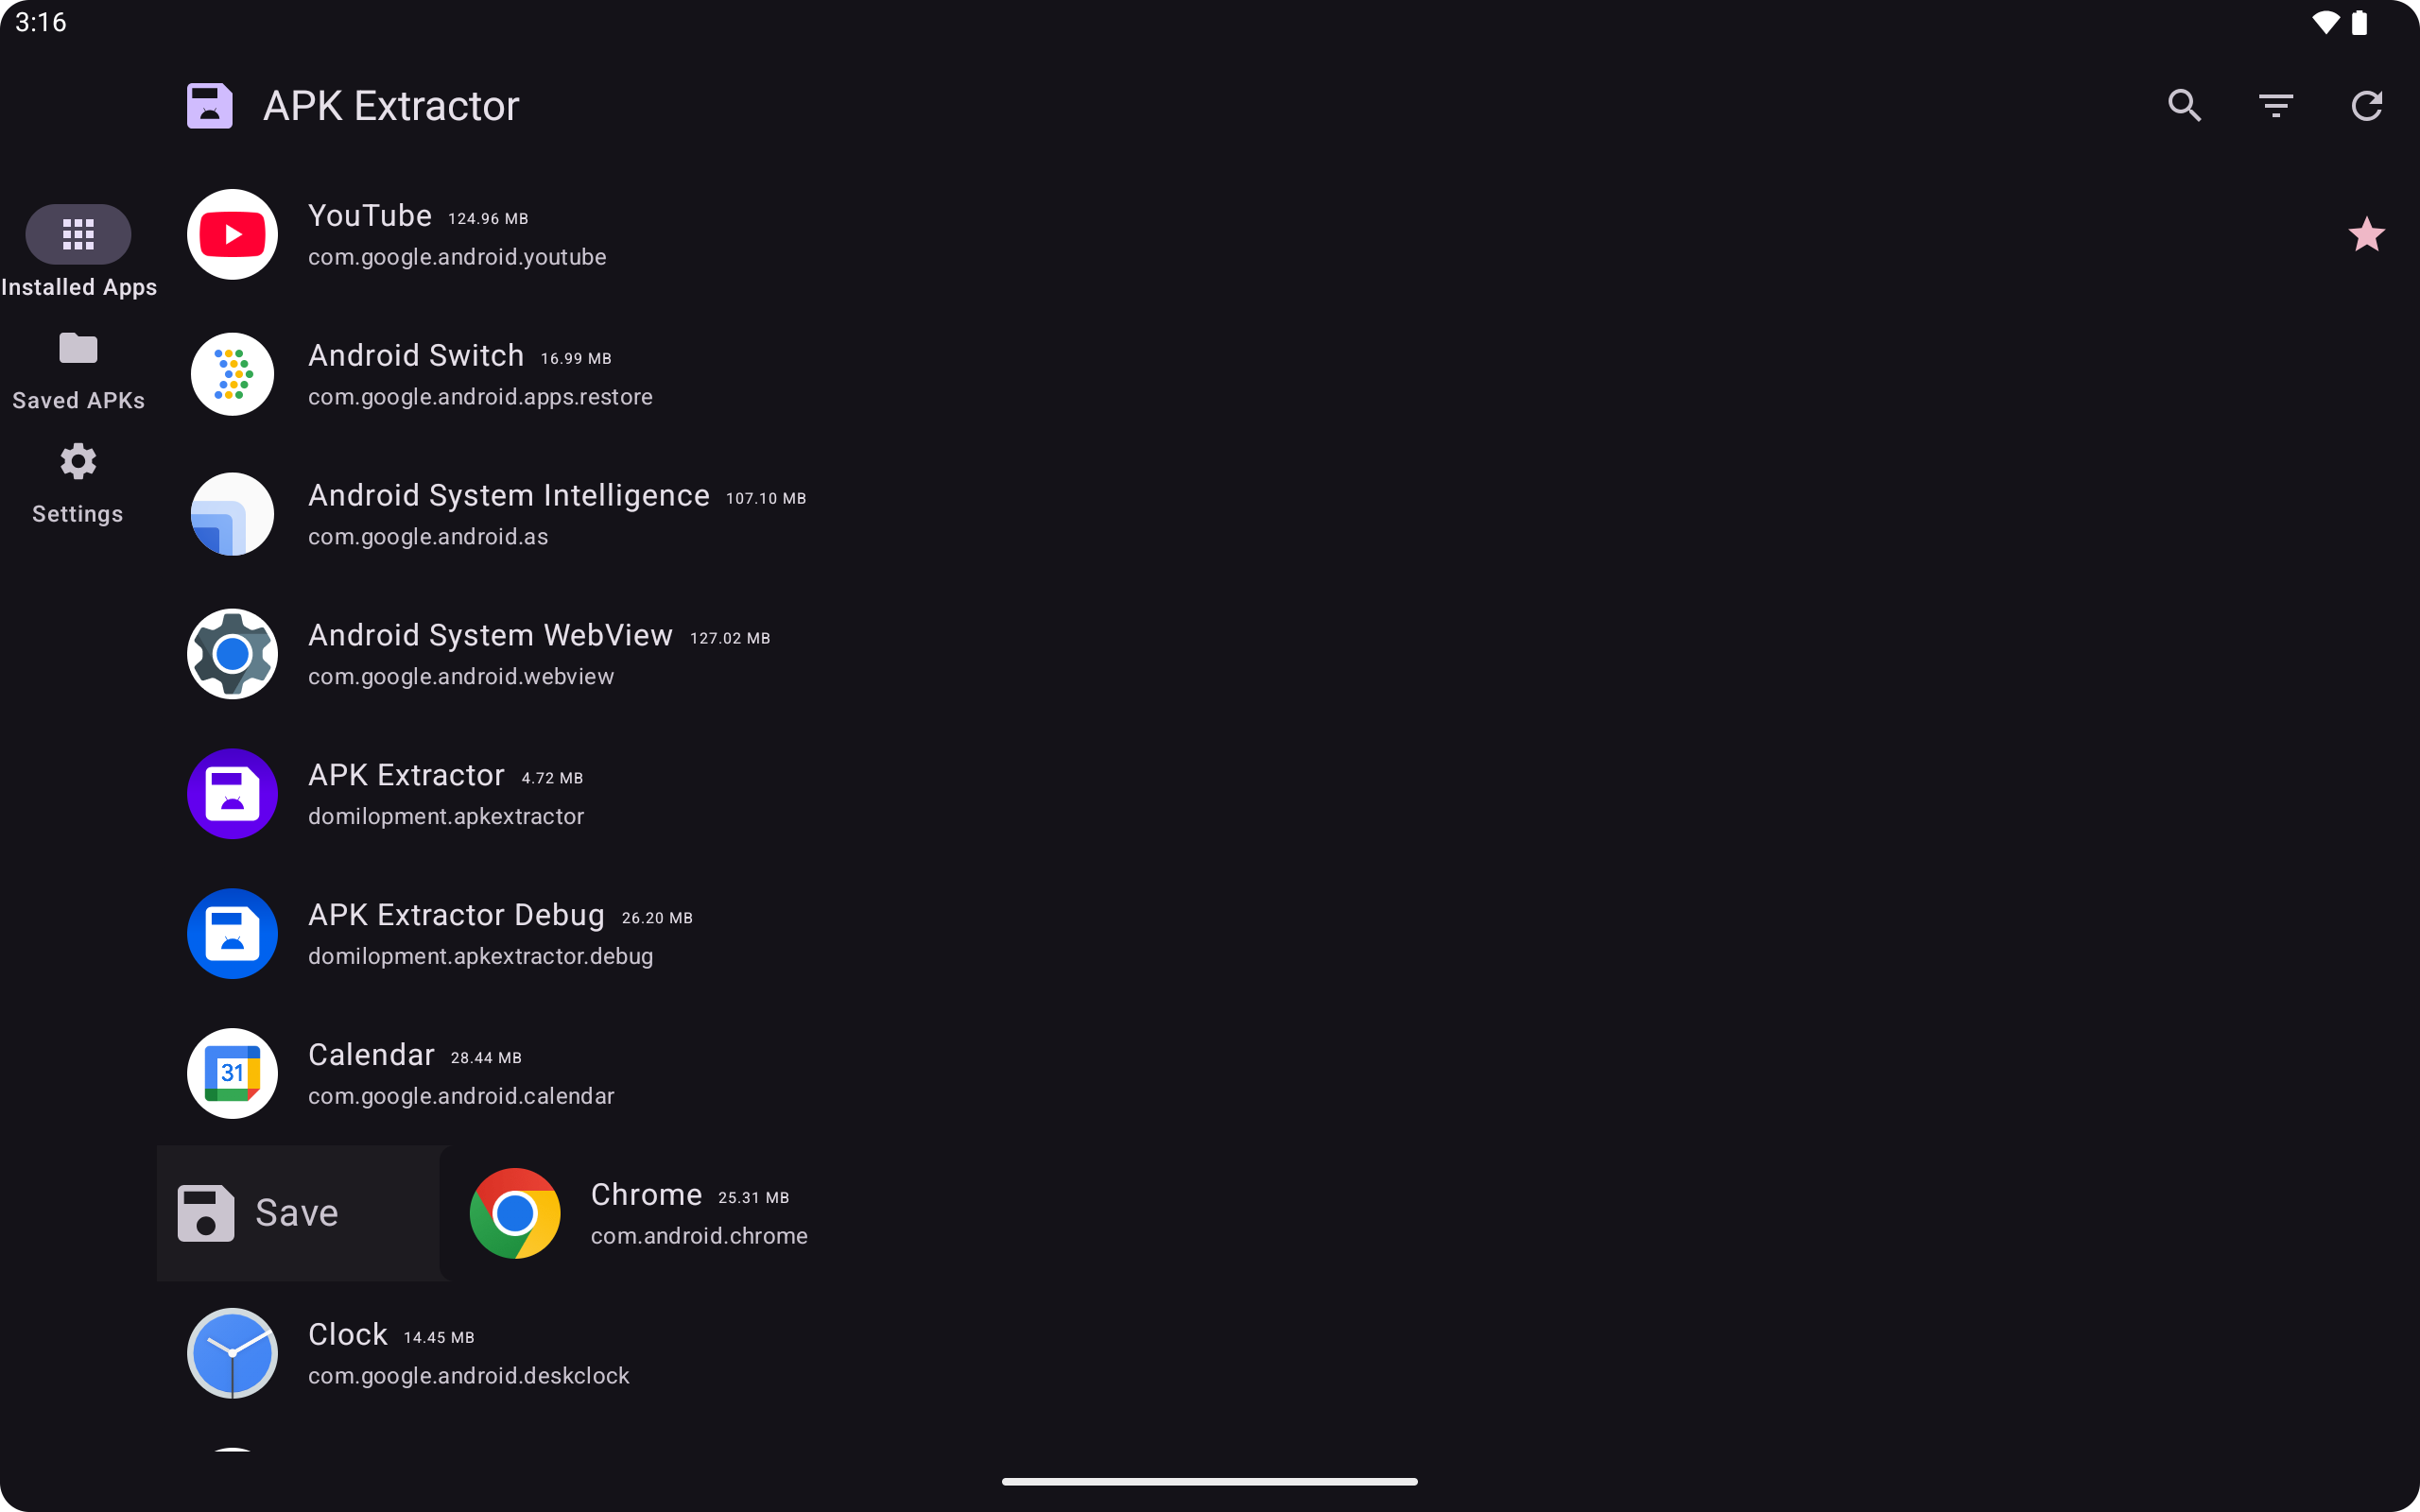 3:16
APK Extractor
Installed Apps
Saved APKs
Settings
YouTube 124.96 MB
com.google.android.youtube
Android Switch 16.99 MB
com.google.android.apps.restore
Android System Intelligence 107.10 MB
com.google.android.as
Android System WebView 127.02 MB
com.google.android.webview
APK Extractor 4.72 MB
domilopment.apkextractor
APK Extractor Debug 26.20 MB
domilopment.apkextractor.debug
31
Calendar 28.44 MB
com.google.android.calendar
Save
Chrome 25.31 MB
com.android.chrome
Clock 14.45 MB
com.google.android.deskclock